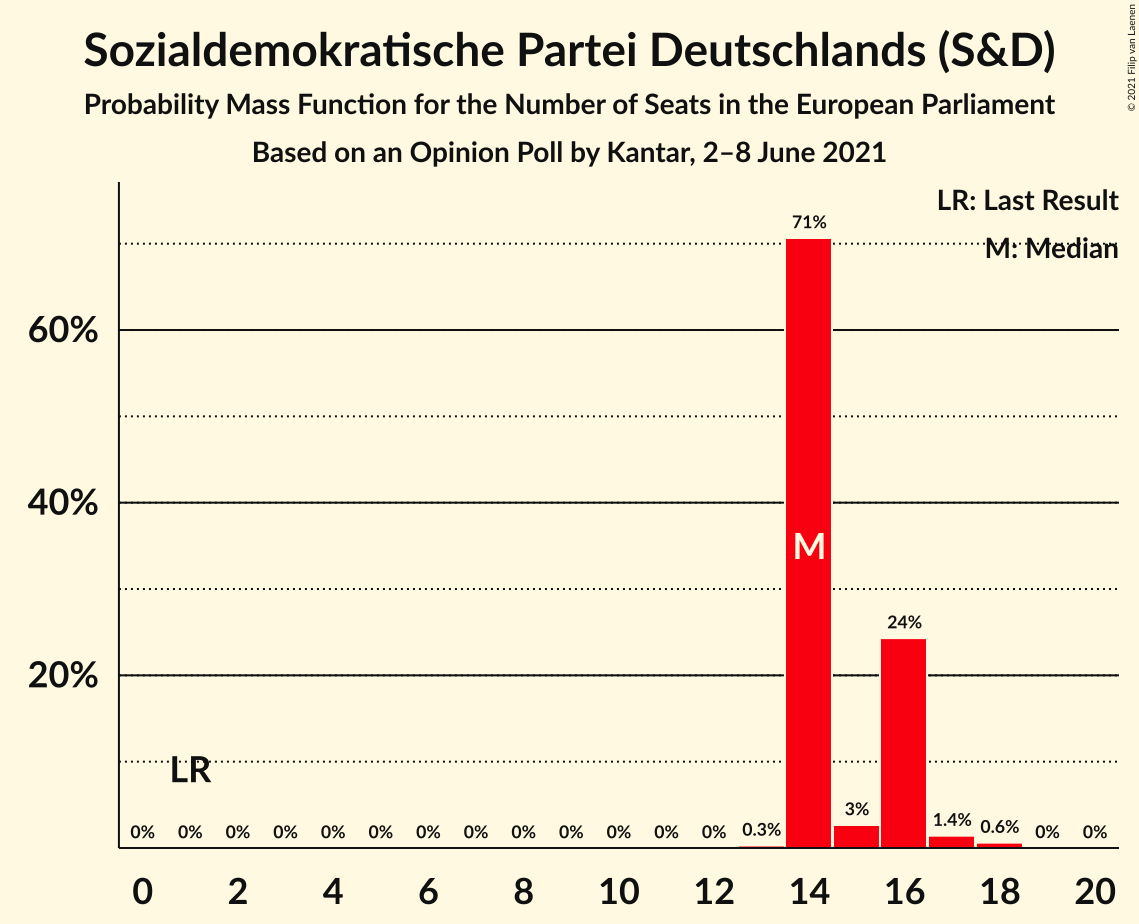 Sozialdemokratische Partei Deutschlands (S&D)
Probability Mass Function for the Number of Seats in the European Parliament
Based on an Opinion Poll by Kantar, 2–8 June 2021
© 2021 Filip van Laenen
LR: Last Result
M: Median
71%
60%
40%
M
24%
20%
LR
0% 0% 0% 0% 0% 0% 0% 0% 0% 0% 0% 0% 0% 0.3% 3% 1.4% 0.6% 0% 0%
0 2 4 6 8 10 12 14 16 18 20